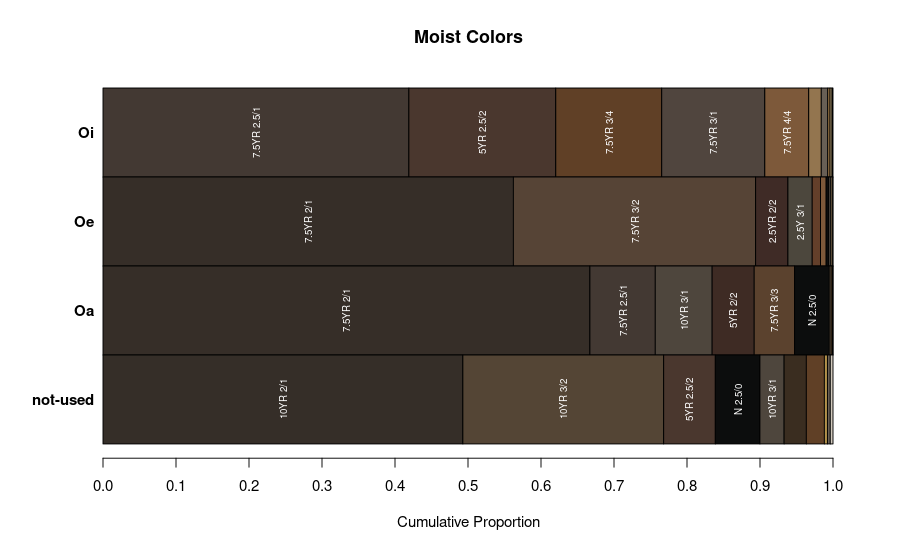 Moist Colors
Oi
7.5YR 2.5/1
5YR 2.5/2
7.5YR 3/4
7.5YR 3/1
7.5YR 4/4
Oe
7.5YR 2/1
7.5YR 3/2
2.5YR 2/2
2.5Y 3/1
Oa
7.5YR 2/1
7.5YR 2.5/1
10YR 3/1
5YR 2/2
7.5YR 3/3
N 2.5/0
not-used
10YR 2/1
10YR 3/2
5YR 2.5/2
N 2.5/0
10YR 3/1
0.0 0.1 0.2 0.3 0.4 0.5 0.6 0.7 0.8 0.9 1.0
Cumulative Proportion